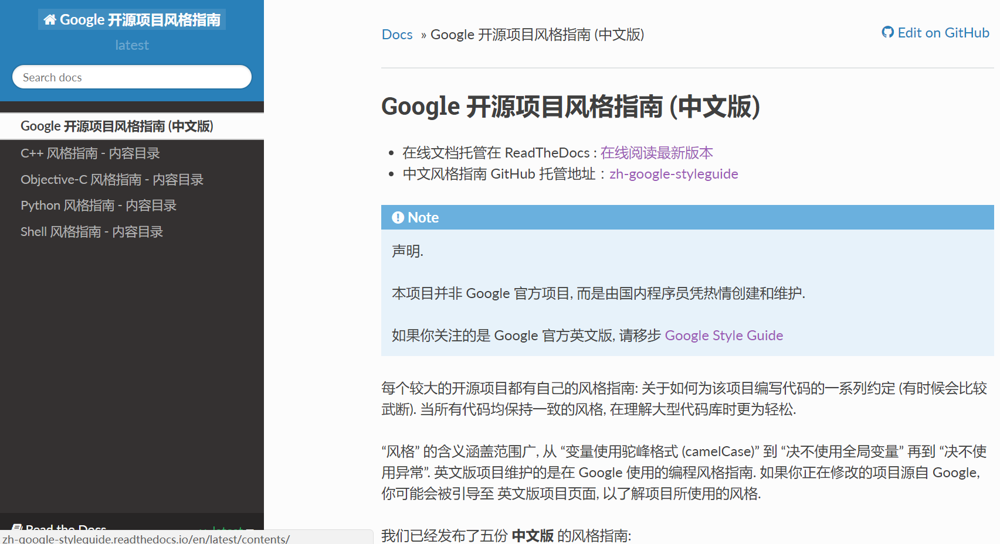 Google 开源项目风格指南
latest
Search docs
Google 开源项目风格指南 (中文版)
C++ 风格指南 - 内容目录
Objective-C 风格指南 - 内容目录
Python 风格指南 - 内容目录
Shell 风格指南 - 内容目录
Read the Docs
v: latest
zh-google-styleguide.readthedocs.io/en/latest/contents/
Docs » Google 开源项目风格指南 (中文版)
Edit on GitHub
Google 开源项目风格指南 (中文版)
在线文档托管在 ReadTheDocs : 在线阅读最新版本
中文风格指南 GitHub 托管地址：zh-google-styleguide
Note
声明.
本项目并非 Google 官方项目, 而是由国内程序员凭热情创建和维护.
如果你关注的是 Google 官方英文版, 请移步 Google Style Guide
每个较大的开源项目都有自己的风格指南: 关于如何为该项目编写代码的一系列约定 (有时候会比较
武断). 当所有代码均保持一致的风格, 在理解大型代码库时更为轻松.
“风格” 的含义涵盖范围广, 从 “变量使用驼峰格式 (camelCase)” 到 “决不使用全局变量” 再到 “决不使
用异常”. 英文版项目维护的是在 Google 使用的编程风格指南. 如果你正在修改的项目源自 Google,
你可能会被引导至 英文版项目页面, 以了解项目所使用的风格.
我们已经发布了五份 中文版 的风格指南: